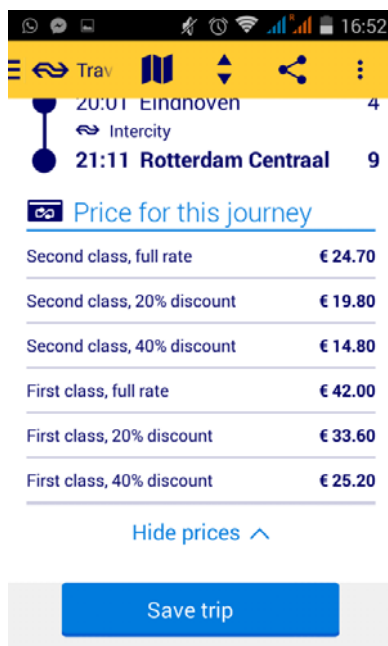 16:52
Trav
20:01 Eindhoven 4
Intercity
21:11 Rotterdam Centraal 9
Price for this journey
Second class, full rate € 24.70
Second class, 20% discount € 19.80
Second class, 40% discount € 14.80
First class, full rate € 42.00
First class, 20% discount € 33.60
First class, 40% discount € 25.20
Hide prices
Save trip